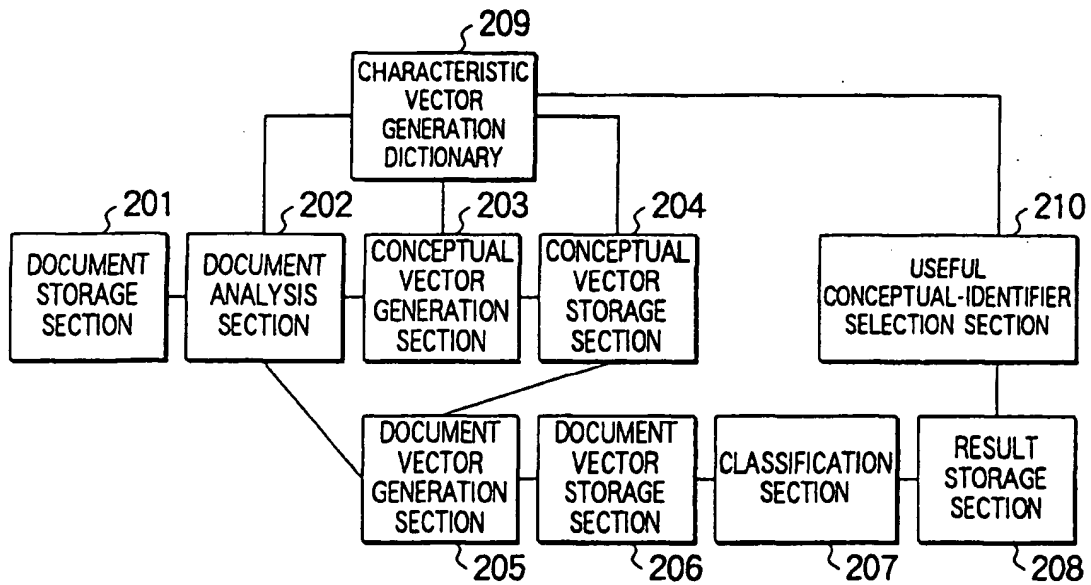 209
CHARACTERISTIC
VECTOR
GENERATION
DICTIONARY
201
202
203
204
210
DOCUMENT
STORAGE
SECTION
DOCUMENT
ANALYSIS
SECTION
CONCEPTUAL
VECTOR
GENERATION
SECTION
CONCEPTUAL
VECTOR
STORAGE
SECTION
USEFUL
CONCEPTUAL-IDENTIFIER
SELECTION SECTION
DOCUMENT
VECTOR
GENERATION
SECTION
DOCUMENT
VECTOR
STORAGE
SECTION
CLASSIFICATION
SECTION
RESULT
STORAGE
SECTION
205
206
207
208